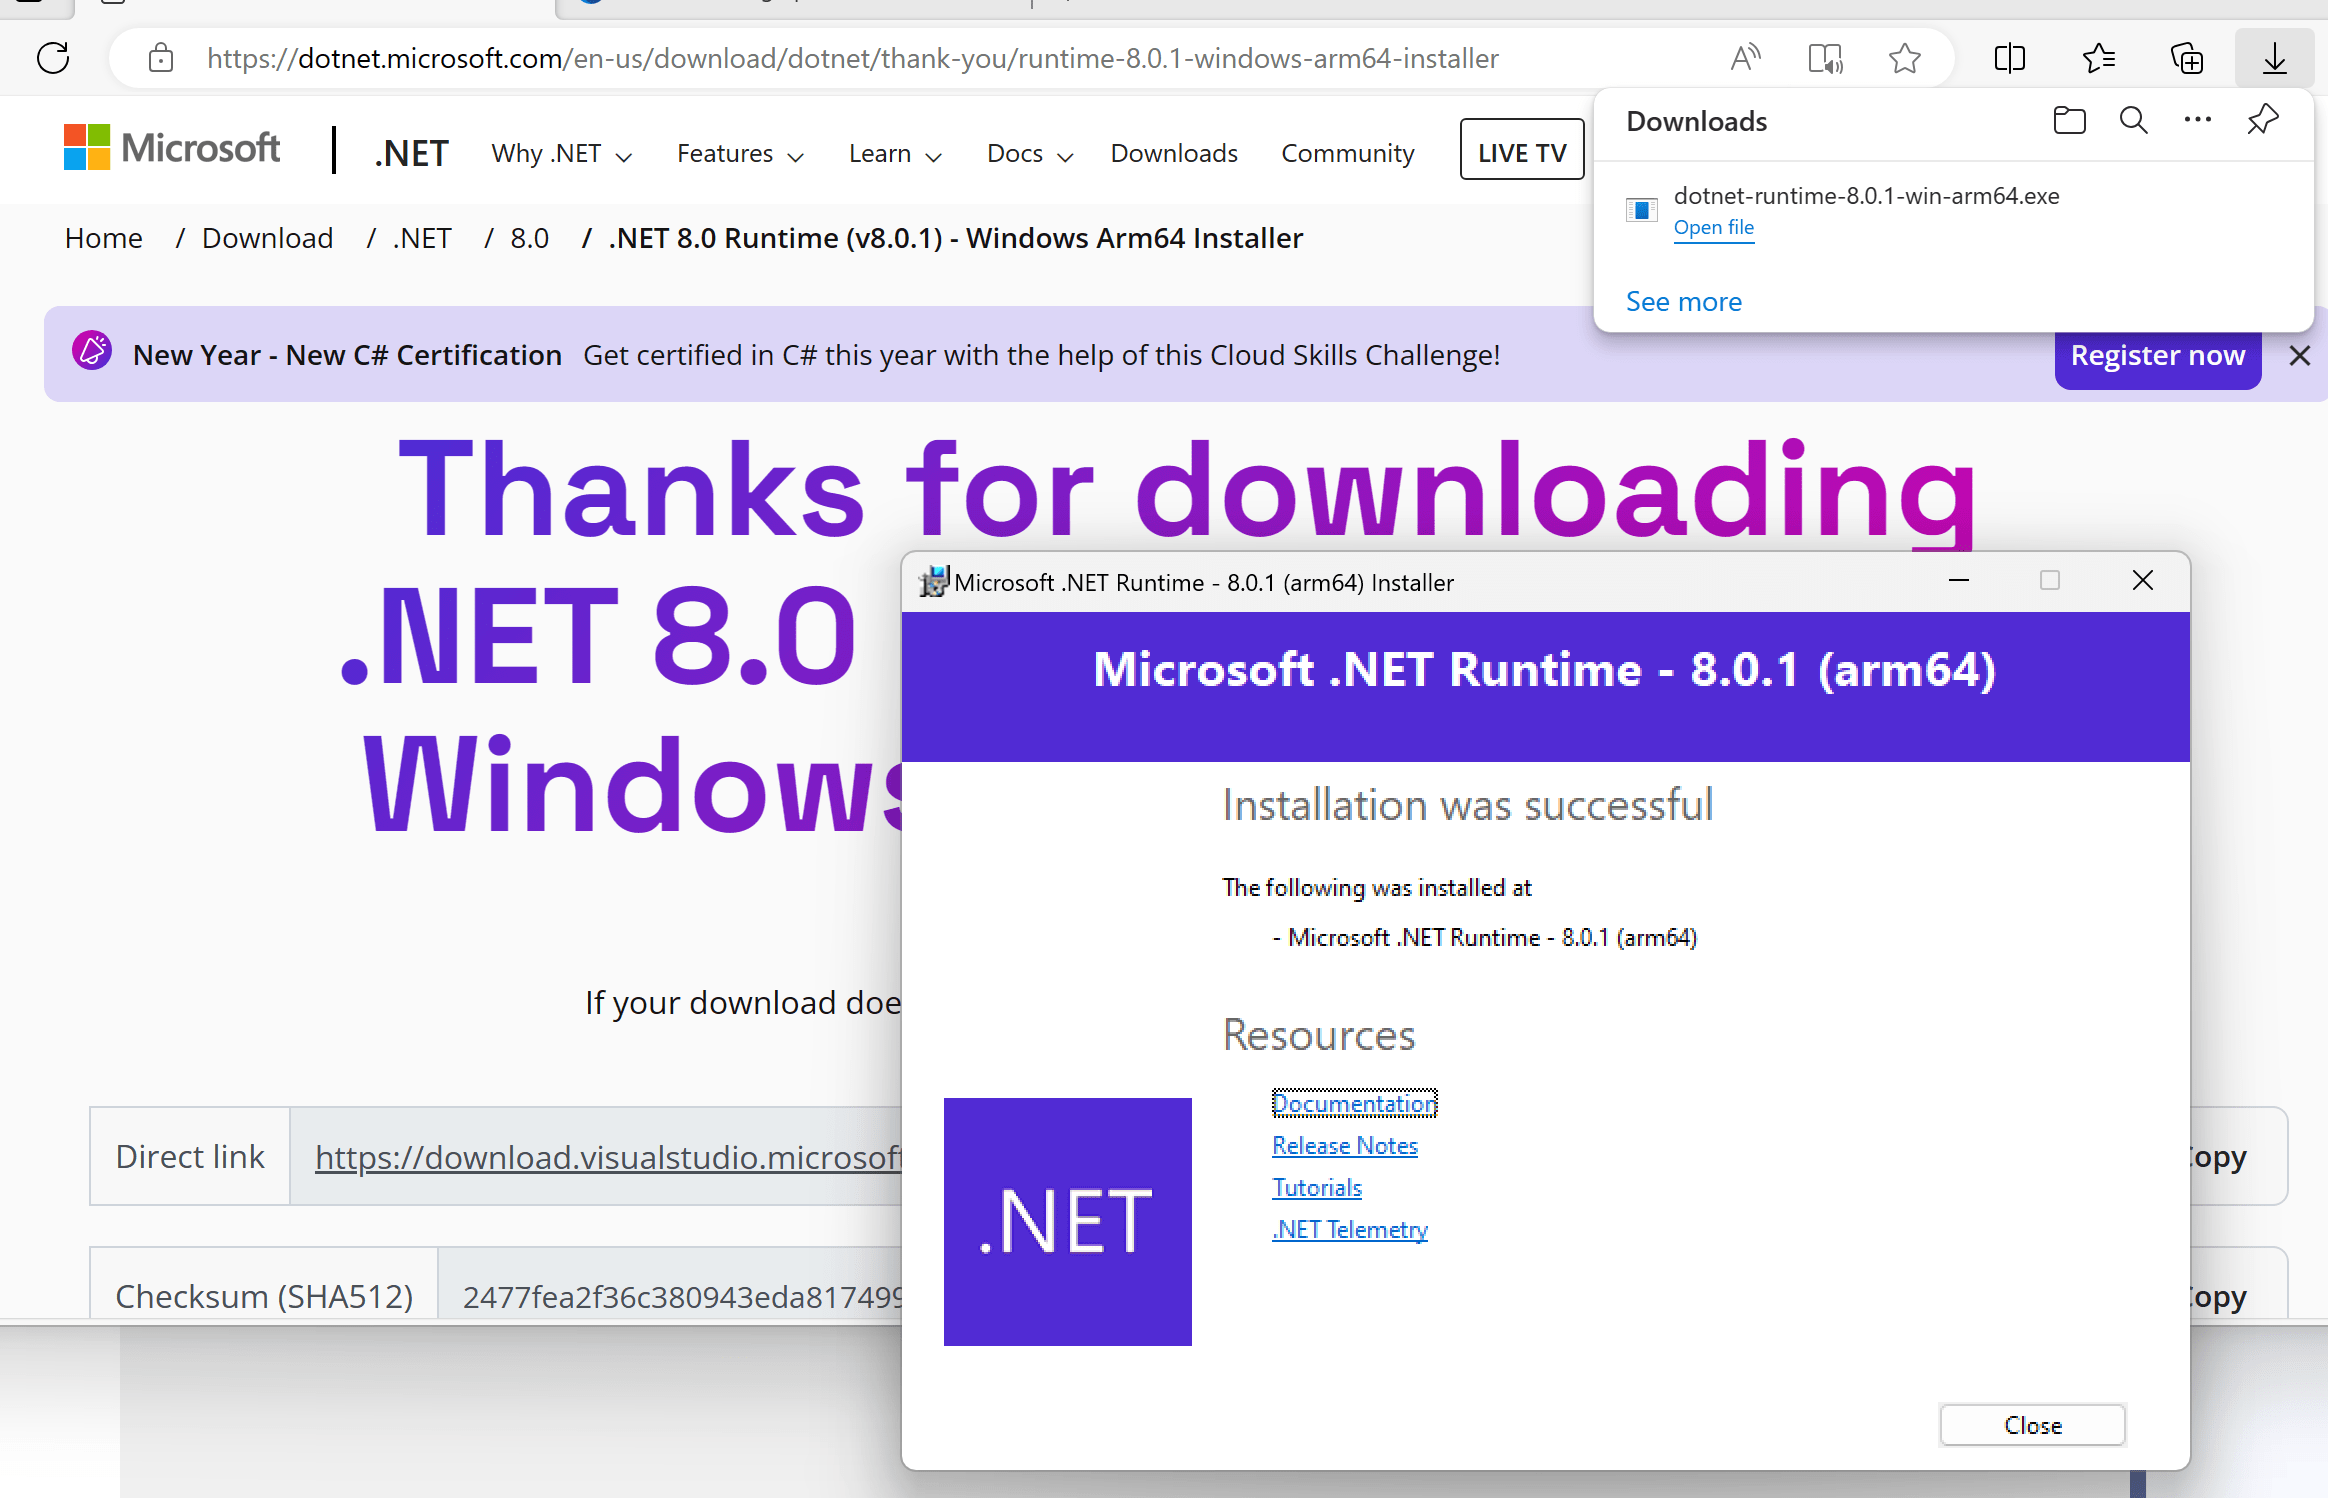 https://dotnet.microsoft.com/en-us/download/dotnet/thank-you/runtime-8.0.1-windows-arm64-installer
Microsoft
.NET
Why .NET
Features
Learn
Docs
Downloads
Community
LIVE TV
Downloads
dotnet-runtime-8.0.1-win-arm64.exe
Open file
See more
Home / Download / .NET / 8.0 / .NET 8.0 Runtime (v8.0.1) - Windows Arm64 Installer
New Year - New C# Certification Get certified in C# this year with the help of this Cloud Skills Challenge!
Register now
Thanks for downloading
.NET 8.0
Windows
If your download doe
Direct link
https://download.visualstudio.microsoft
opy
Checksum (SHA512)
2477fea2f36c380943eda817499
opy
Microsoft .NET Runtime - 8.0.1 (arm64) Installer
Microsoft .NET Runtime - 8.0.1 (arm64)
Installation was successful
The following was installed at
- Microsoft .NET Runtime - 8.0.1 (arm64)
Resources
Documentation
Release Notes
Tutorials
.NET Telemetry
.NET
Close